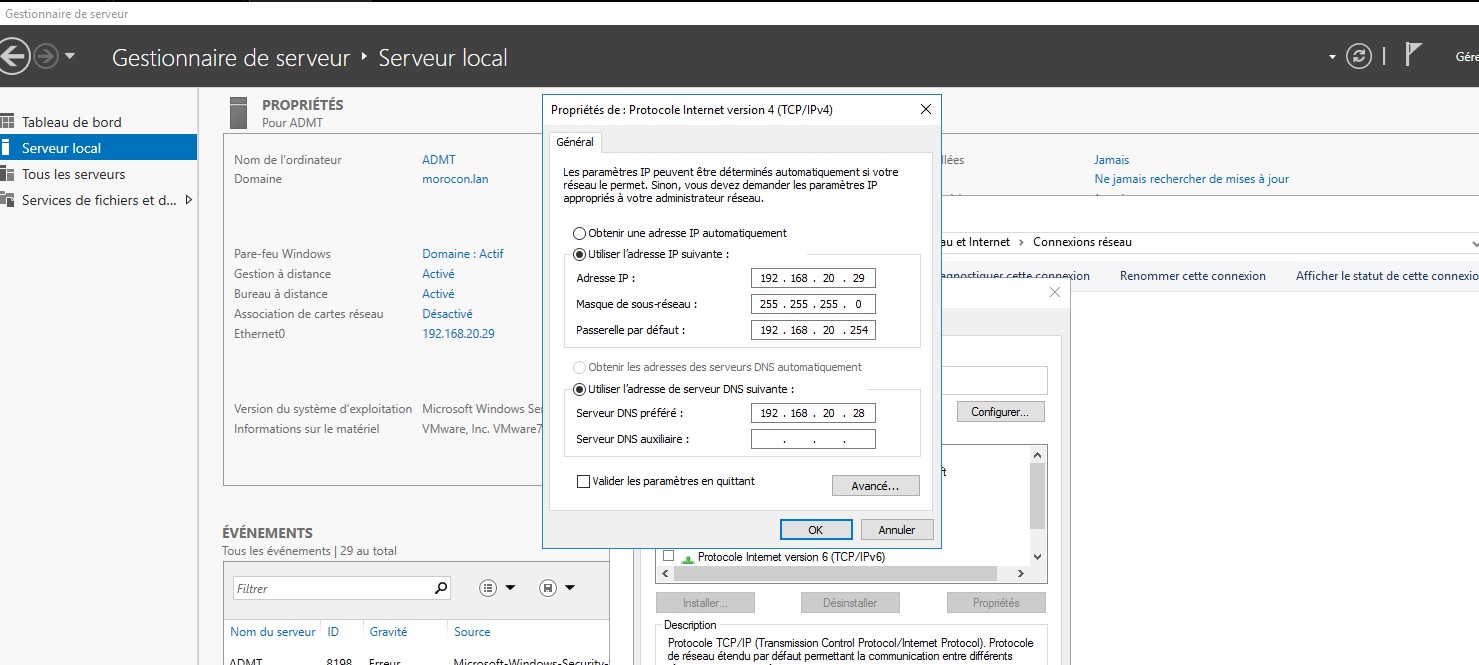 Gestionnaire de serveur
Gestionnaire de serveur ‣ Serveur local
Tableau de bord
Serveur local
Tous les serveurs
Services de fichiers et d...
PROPRIÉTÉS
Pour ADMT
Nom de l'ordinateur ADMT
Domaine morocon.lan
Pare-feu Windows Domaine : Actif
Gestion à distance Activé
Bureau à distance Activé
Association de cartes réseau Désactivé
Ethernet0 192.168.20.29
Version du système d'exploitation Microsoft Windows
Informations sur le matériel VMware, Inc. VMware7
ÉVÉNEMENTS
Tous les événements | 29 au total
Filtrer
Nom du serveur ID Gravité Source
ADMT 8198 Erreur Microsoft-Windows-Security-
Propriétés de : Protocole Internet version 4 (TCP/IPv4)
Général
Les paramètres IP peuvent être déterminés automatiquement si votre
réseau le permet. Sinon, vous devez demander les paramètres IP
appropriés à votre administrateur réseau.
Obtenir une adresse IP automatiquement
Utiliser l'adresse IP suivante :
Adresse IP : 192 . 168 . 20 . 29
Masque de sous-réseau : 255 . 255 . 255 . 0
Passerelle par défaut : 192 . 168 . 20 . 254
Obtenir les adresses des serveurs DNS automatiquement
Utiliser l'adresse de serveur DNS suivante :
Serveur DNS préféré : 192 . 168 . 20 . 28
Serveur DNS auxiliaire : . . .
Valider les paramètres en quittant
Avancé...
OK Annuler
Jamais
Ne jamais rechercher de mises à jour
et Internet › Connexions réseau
cette connexion Renommer cette connexion Afficher le statut de cette
Configurer...
Protocole Internet version 6 (TCP/IPv6)
Installer... Désinstaller Propriétés
Description
Protocole TCP/IP (Transmission Control Protocol/Internet Protocol). Protocole
de réseau étendu par défaut permettant la communication entre différents